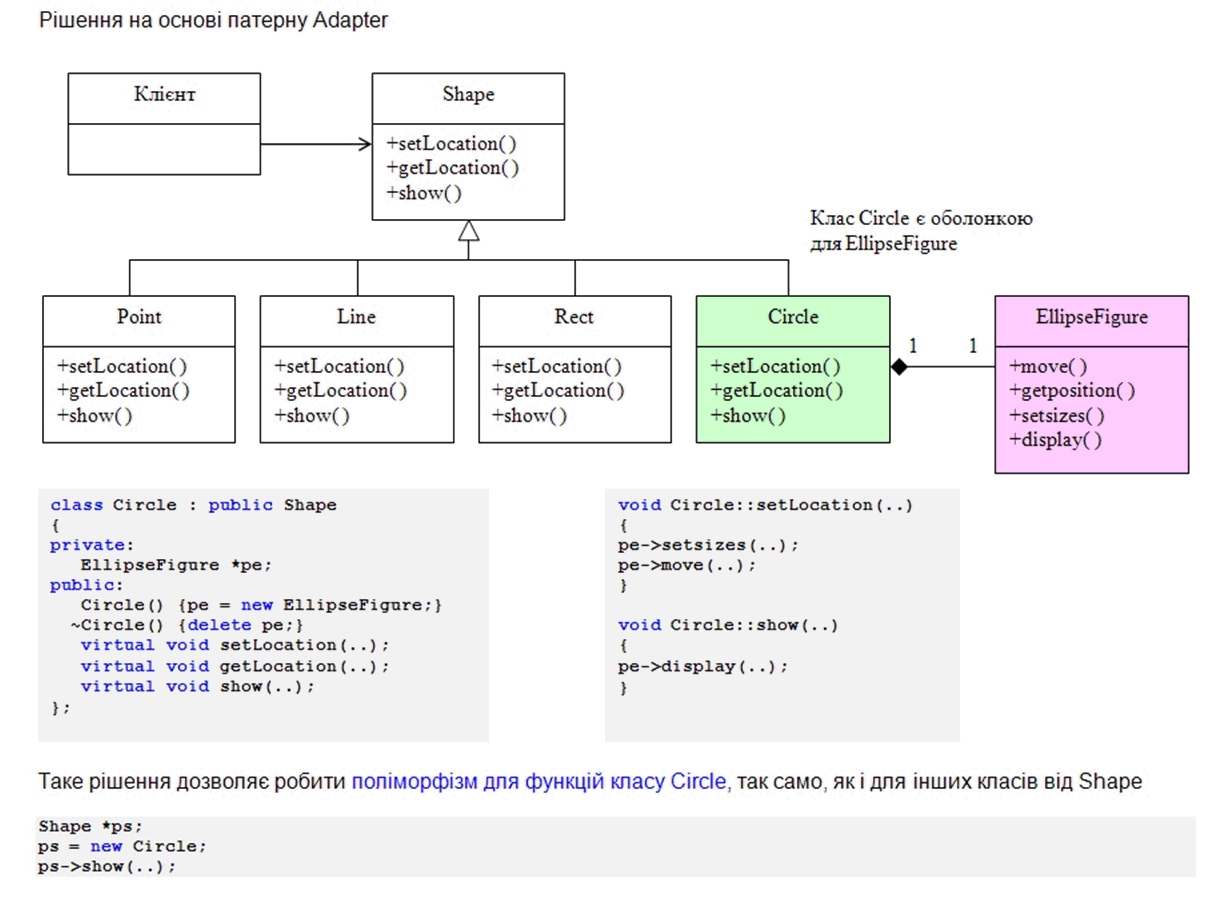 Рішення на основі патерну Adapter
Клієнт
Shape
+setLocation()
+getLocation()
+show()
Клас Circle є оболонкою
для EllipseFigure
Point
+setLocation()
+getLocation()
+show()
Line
+setLocation()
+getLocation()
+show()
Rect
+setLocation()
+getLocation()
+show()
Circle
+setLocation()
+getLocation()
+show()
1
1
EllipseFigure
+move()
+getposition()
+setsizes()
+display()
class Circle : public Shape
{
private:
EllipseFigure *pe;
public:
Circle() {pe = new EllipseFigure;}
~Circle() {delete pe;}
virtual void setLocation(..);
virtual void getLocation(..);
virtual void show(..);
};
void Circle::setLocation(..)
{
pe->setsizes(..);
pe->move(..);
}
void Circle::show(..)
{
pe->display(..);
}
Таке рішення дозволяє робити поліморфізм для функцій класу Circle, так само, як і для інших класів від Shape
Shape *ps;
ps = new Circle;
ps->show(..);